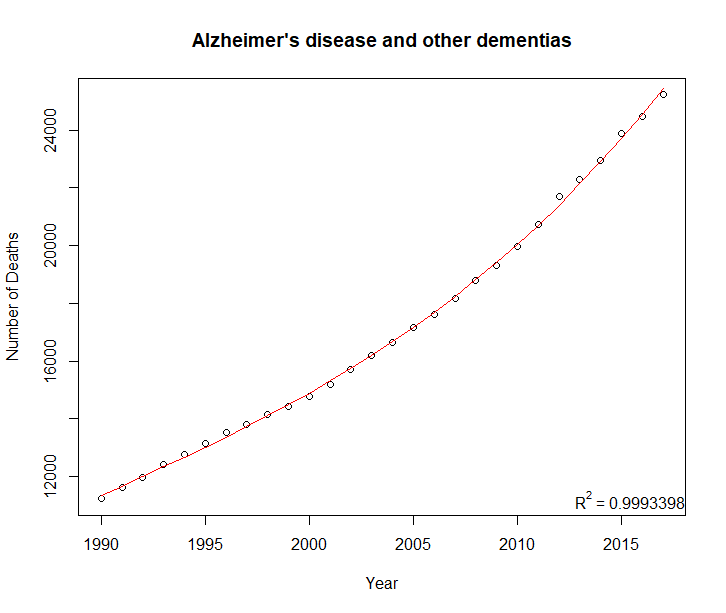 Alzheimer's disease and other dementias
Number of Deaths
24000
20000
16000
12000
R² = 0.9993398
1990 1995 2000 2005 2010 2015
Year